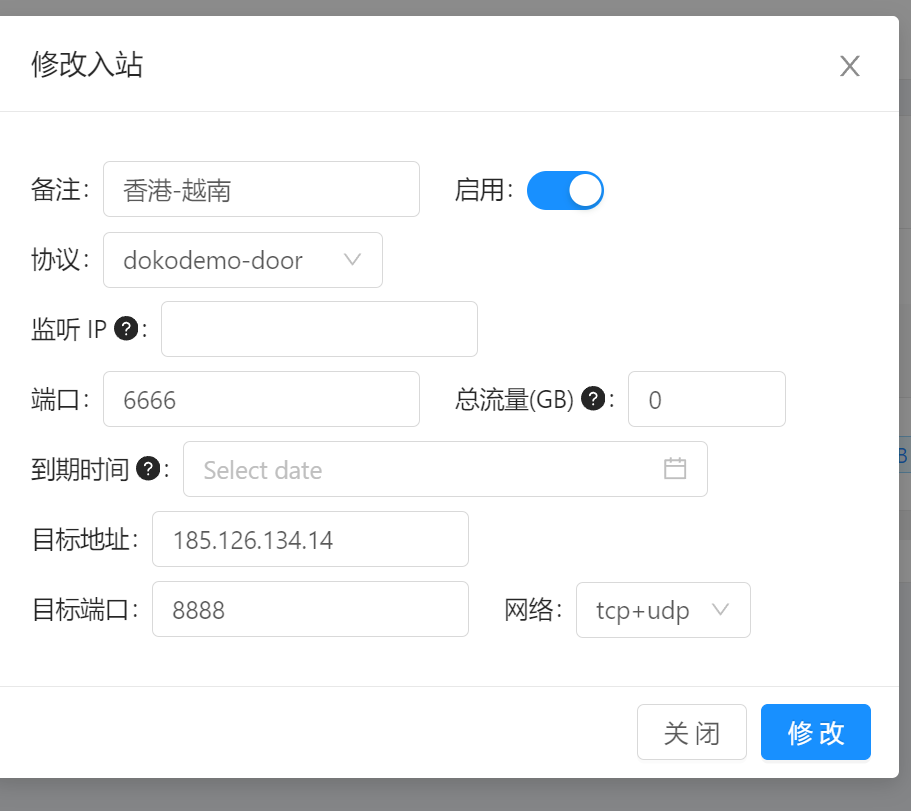 修改入站
备注: 香港-越南 启用:
协议: dokodemo-door
监听 IP ? :
端口: 6666 总流量(GB) ? : 0
到期时间 ? : Select date
目标地址: 185.126.134.14
目标端口: 8888 网络: tcp+udp
关 闭 修 改
B